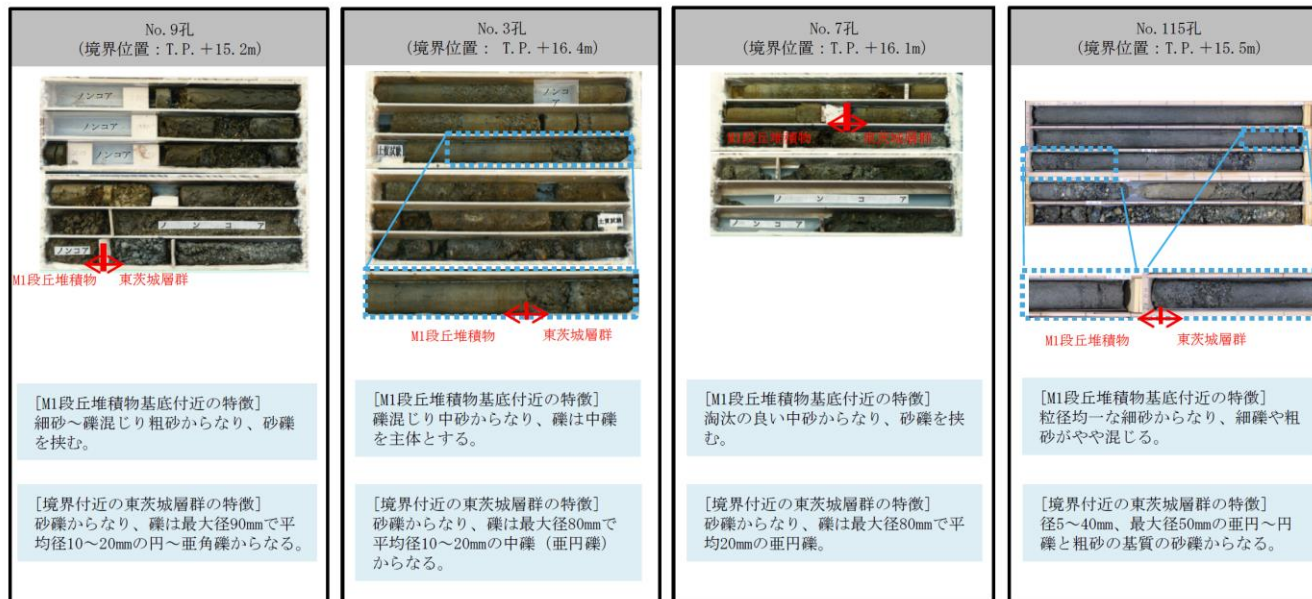 No.9孔
(境界位置：T.P.＋15.2m)
ノンコア
ノンコア
ノンコア
ノンコア
ノンコア
M1段丘堆積物
東茨城層群
[M1段丘堆積物基底付近の特徴]
細砂～礫混じり粗砂からなり、砂礫
を挟む。
[境界付近の東茨城層群の特徴]
砂礫からなり、礫は最大径90mmで平
均径10～20mmの円～亜角礫からなる。
No.3孔
(境界位置： T.P.＋16.4m)
ノンコ
ア
土質試験
土質試験
M1段丘堆積物
東茨城層群
[M1段丘堆積物基底付近の特徴]
礫混じり中砂からなり、礫は中礫
を主体とする。
[境界付近の東茨城層群の特徴]
砂礫からなり、礫は最大径80mmで
平均径10～20mmの中礫（亜円礫）
からなる。
No.7孔
(境界位置：T.P.＋16.1m)
M1段丘堆積物
東茨城層群
ノンコア
ノンコア
[M1段丘堆積物基底付近の特徴]
淘汰の良い中砂からなり、砂礫を挟
む。
[境界付近の東茨城層群の特徴]
砂礫からなり、礫は最大径80mmで平
均20mmの亜円礫。
No.115孔
(境界位置：T.P.＋15.5m)
M1段丘堆積物
東茨城層群
[M1段丘堆積物基底付近の特徴]
粒径均一な細砂からなり、細礫や粗
砂がやや混じる。
[境界付近の東茨城層群の特徴]
径5～40mm、最大径50mmの亜円～円
礫と粗砂の基質の砂礫からなる。